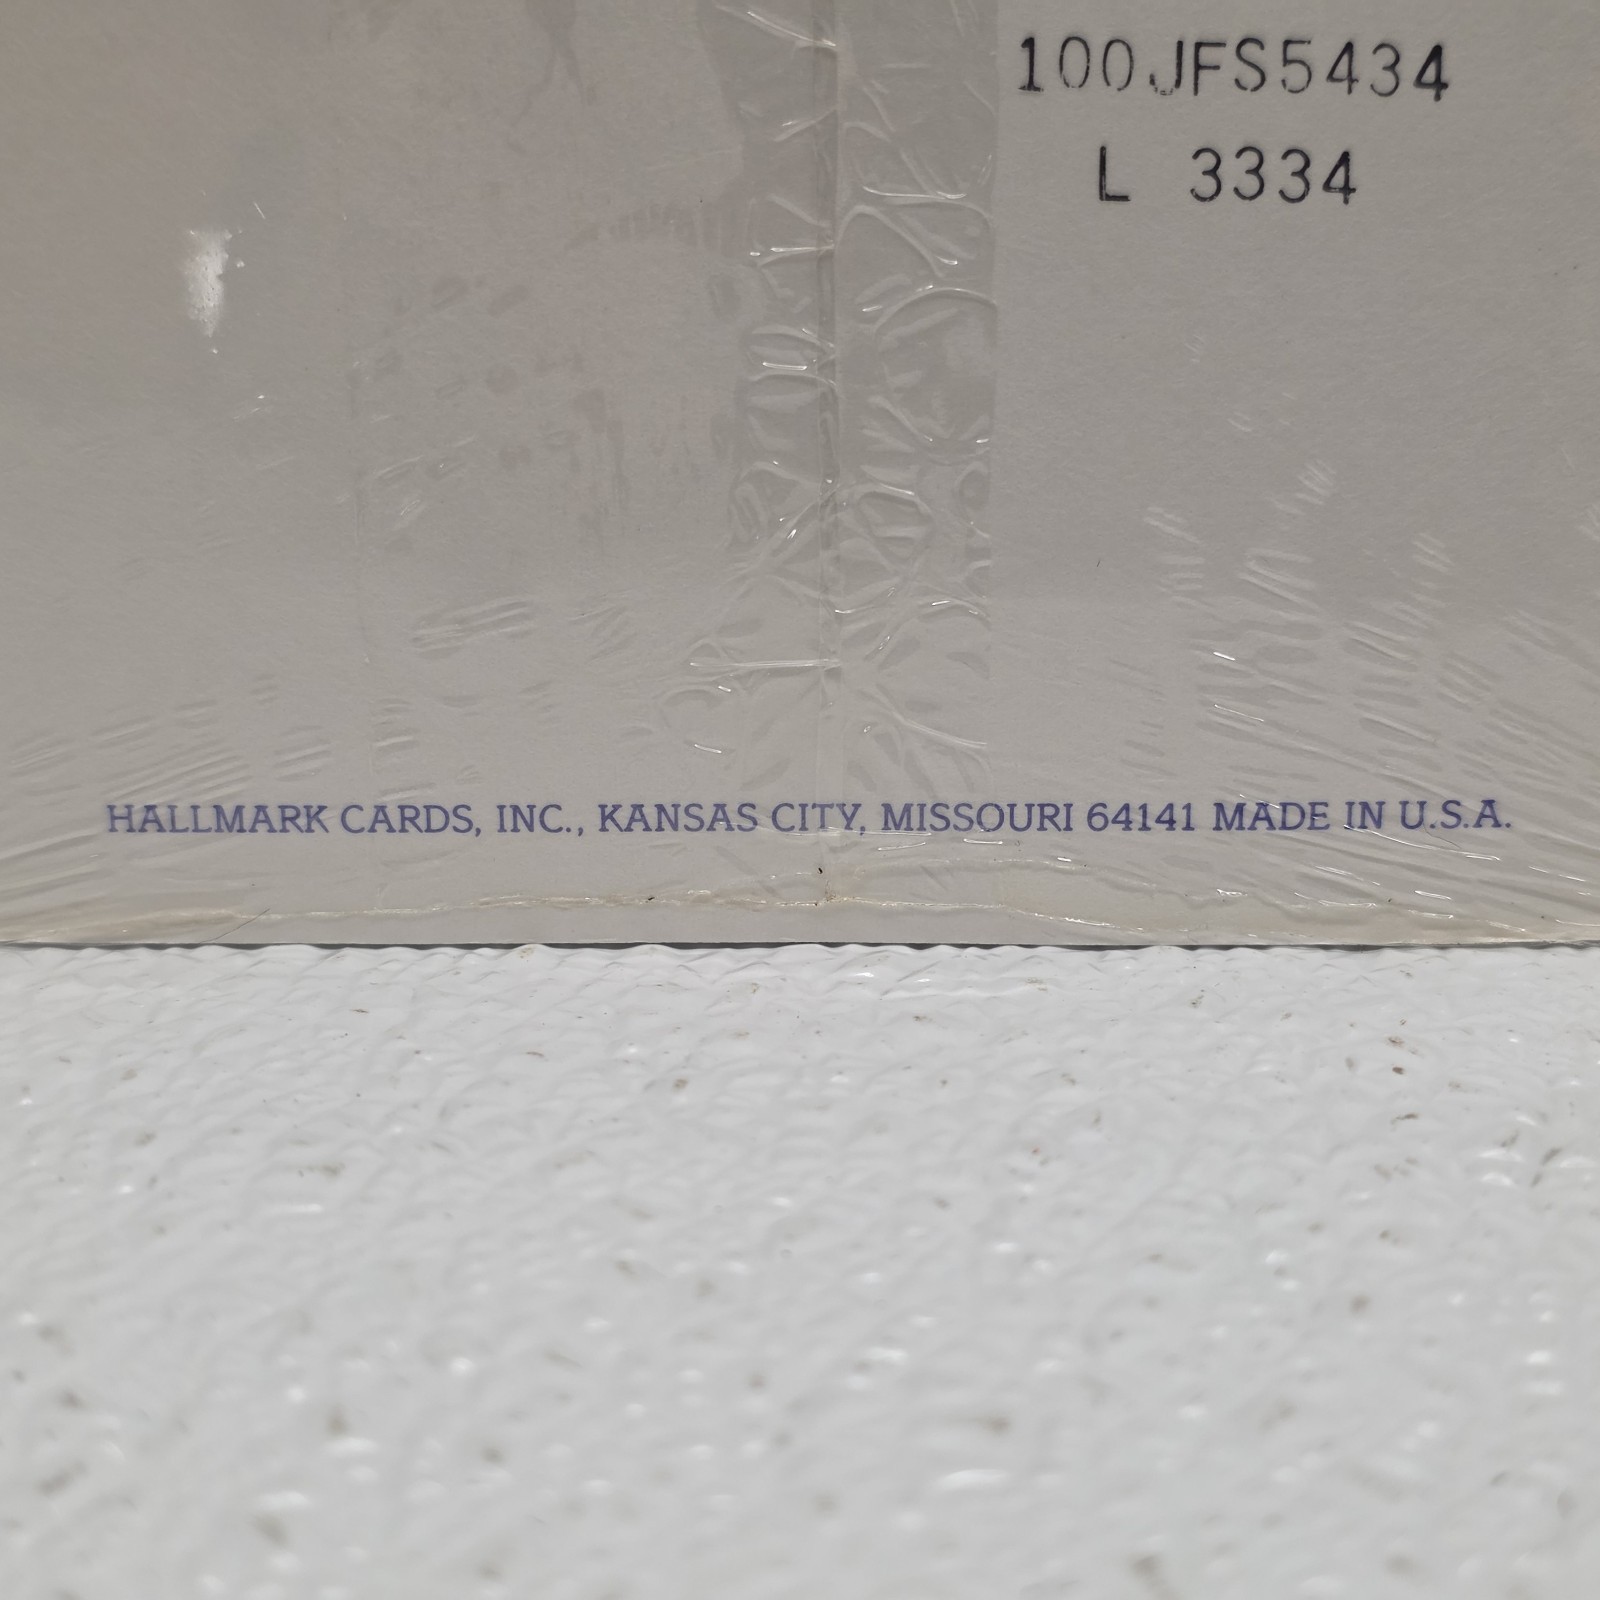 100JFS5434
L 3334
HALLMARK CARDS, INC., KANSAS CITY, MISSOURI 64141 MADE IN U.S.A.